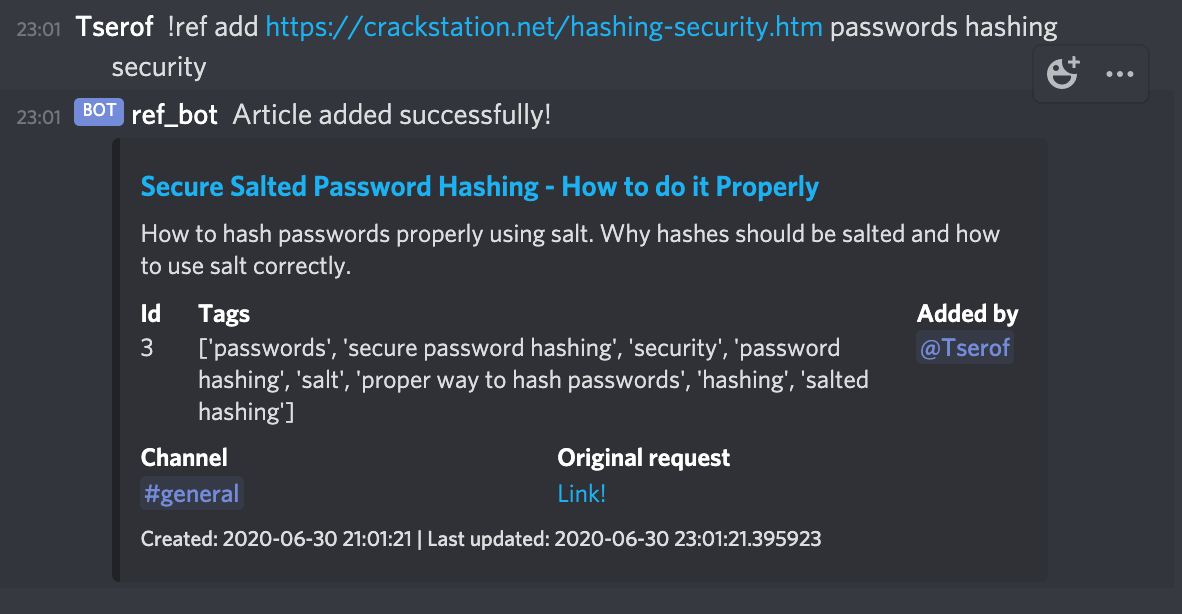 23:01 Tserof !ref add https://crackstation.net/hashing-security.htm passwords hashing
security
23:01 BOT ref_bot Article added successfully!
Secure Salted Password Hashing - How to do it Properly
How to hash passwords properly using salt. Why hashes should be salted and how
to use salt correctly.
Id Tags Added by
3 ['passwords', 'secure password hashing', 'security', 'password @Tserof
hashing', 'salt', 'proper way to hash passwords', 'hashing', 'salted
hashing']
Channel Original request
#general Link!
Created: 2020-06-30 21:01:21 | Last updated: 2020-06-30 23:01:21.395923